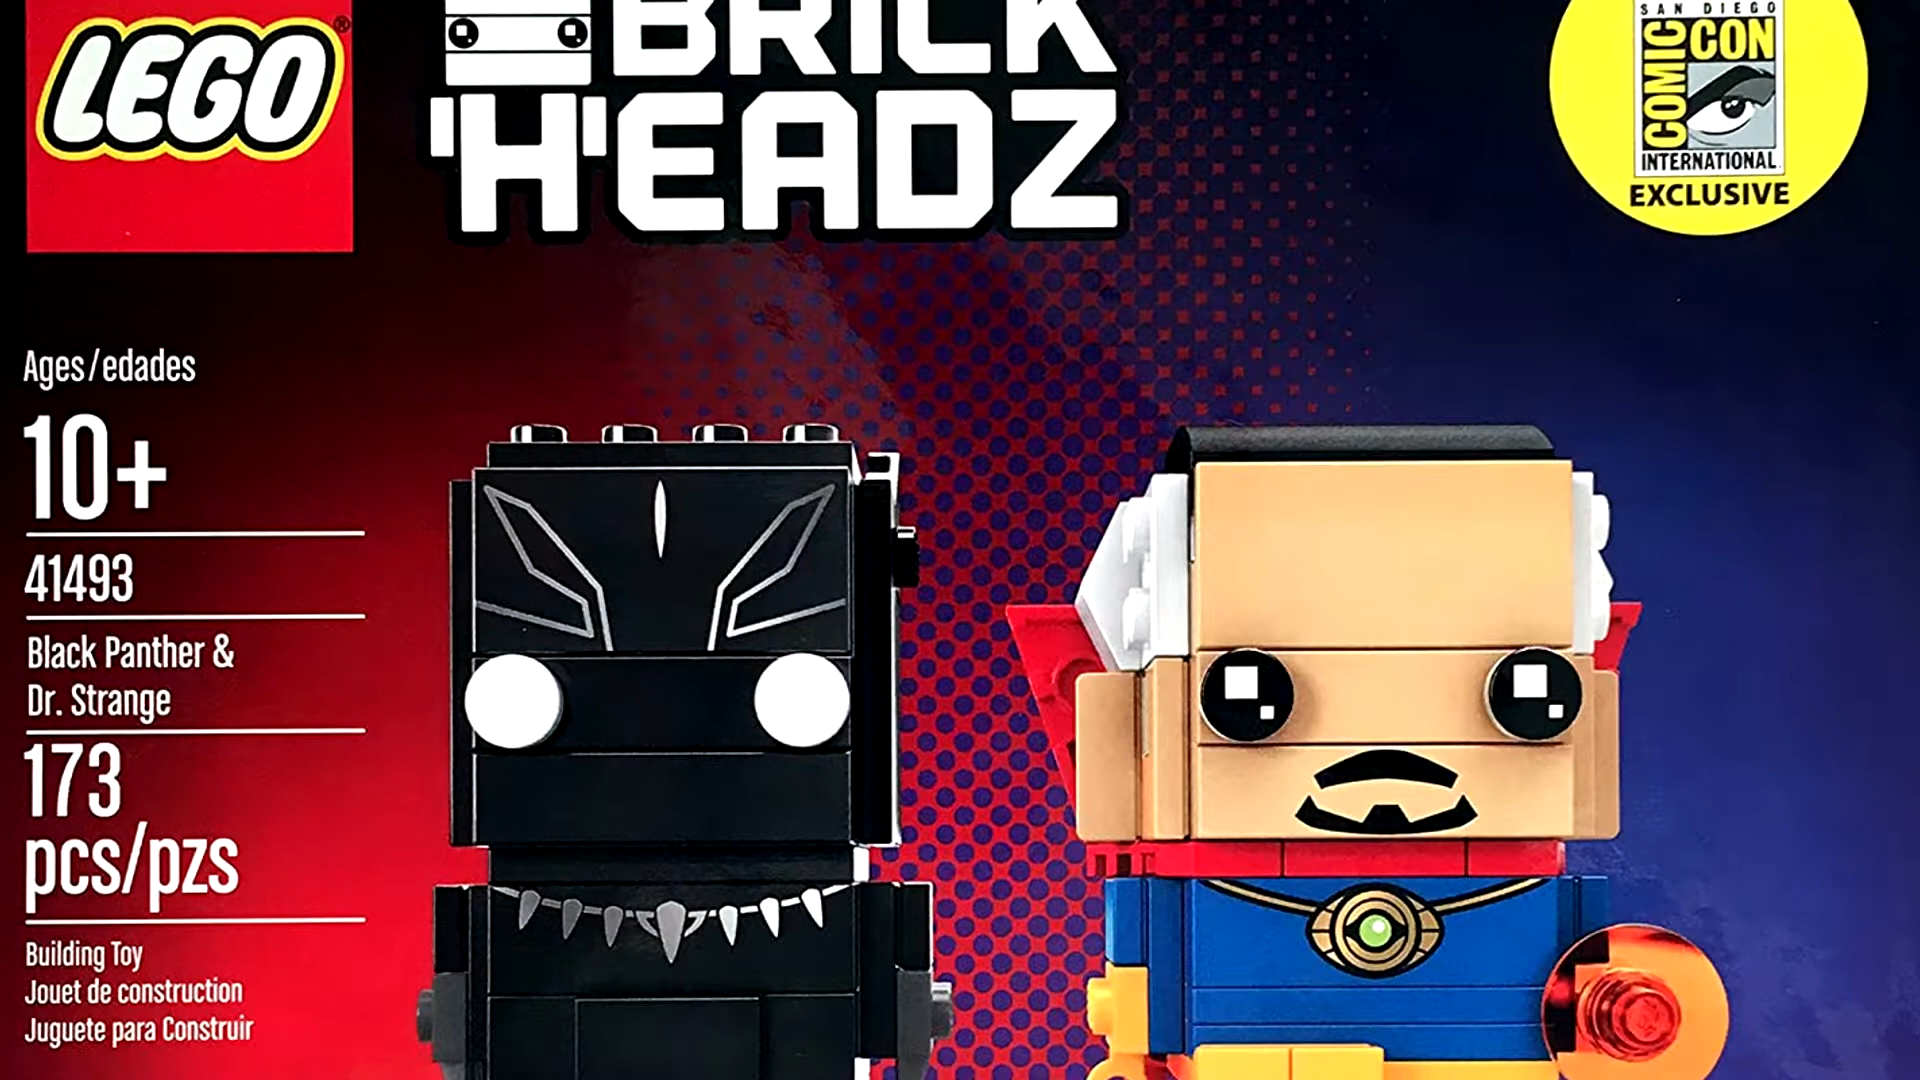 LEGO®
BRICK
HEADZ
SAN DIEGO
COMIC CON
INTERNATIONAL
EXCLUSIVE
Ages/edades
10+
41493
Black Panther &
Dr. Strange
173
pcs/pzs
Building Toy
Jouet de construction
Juguete para Construir